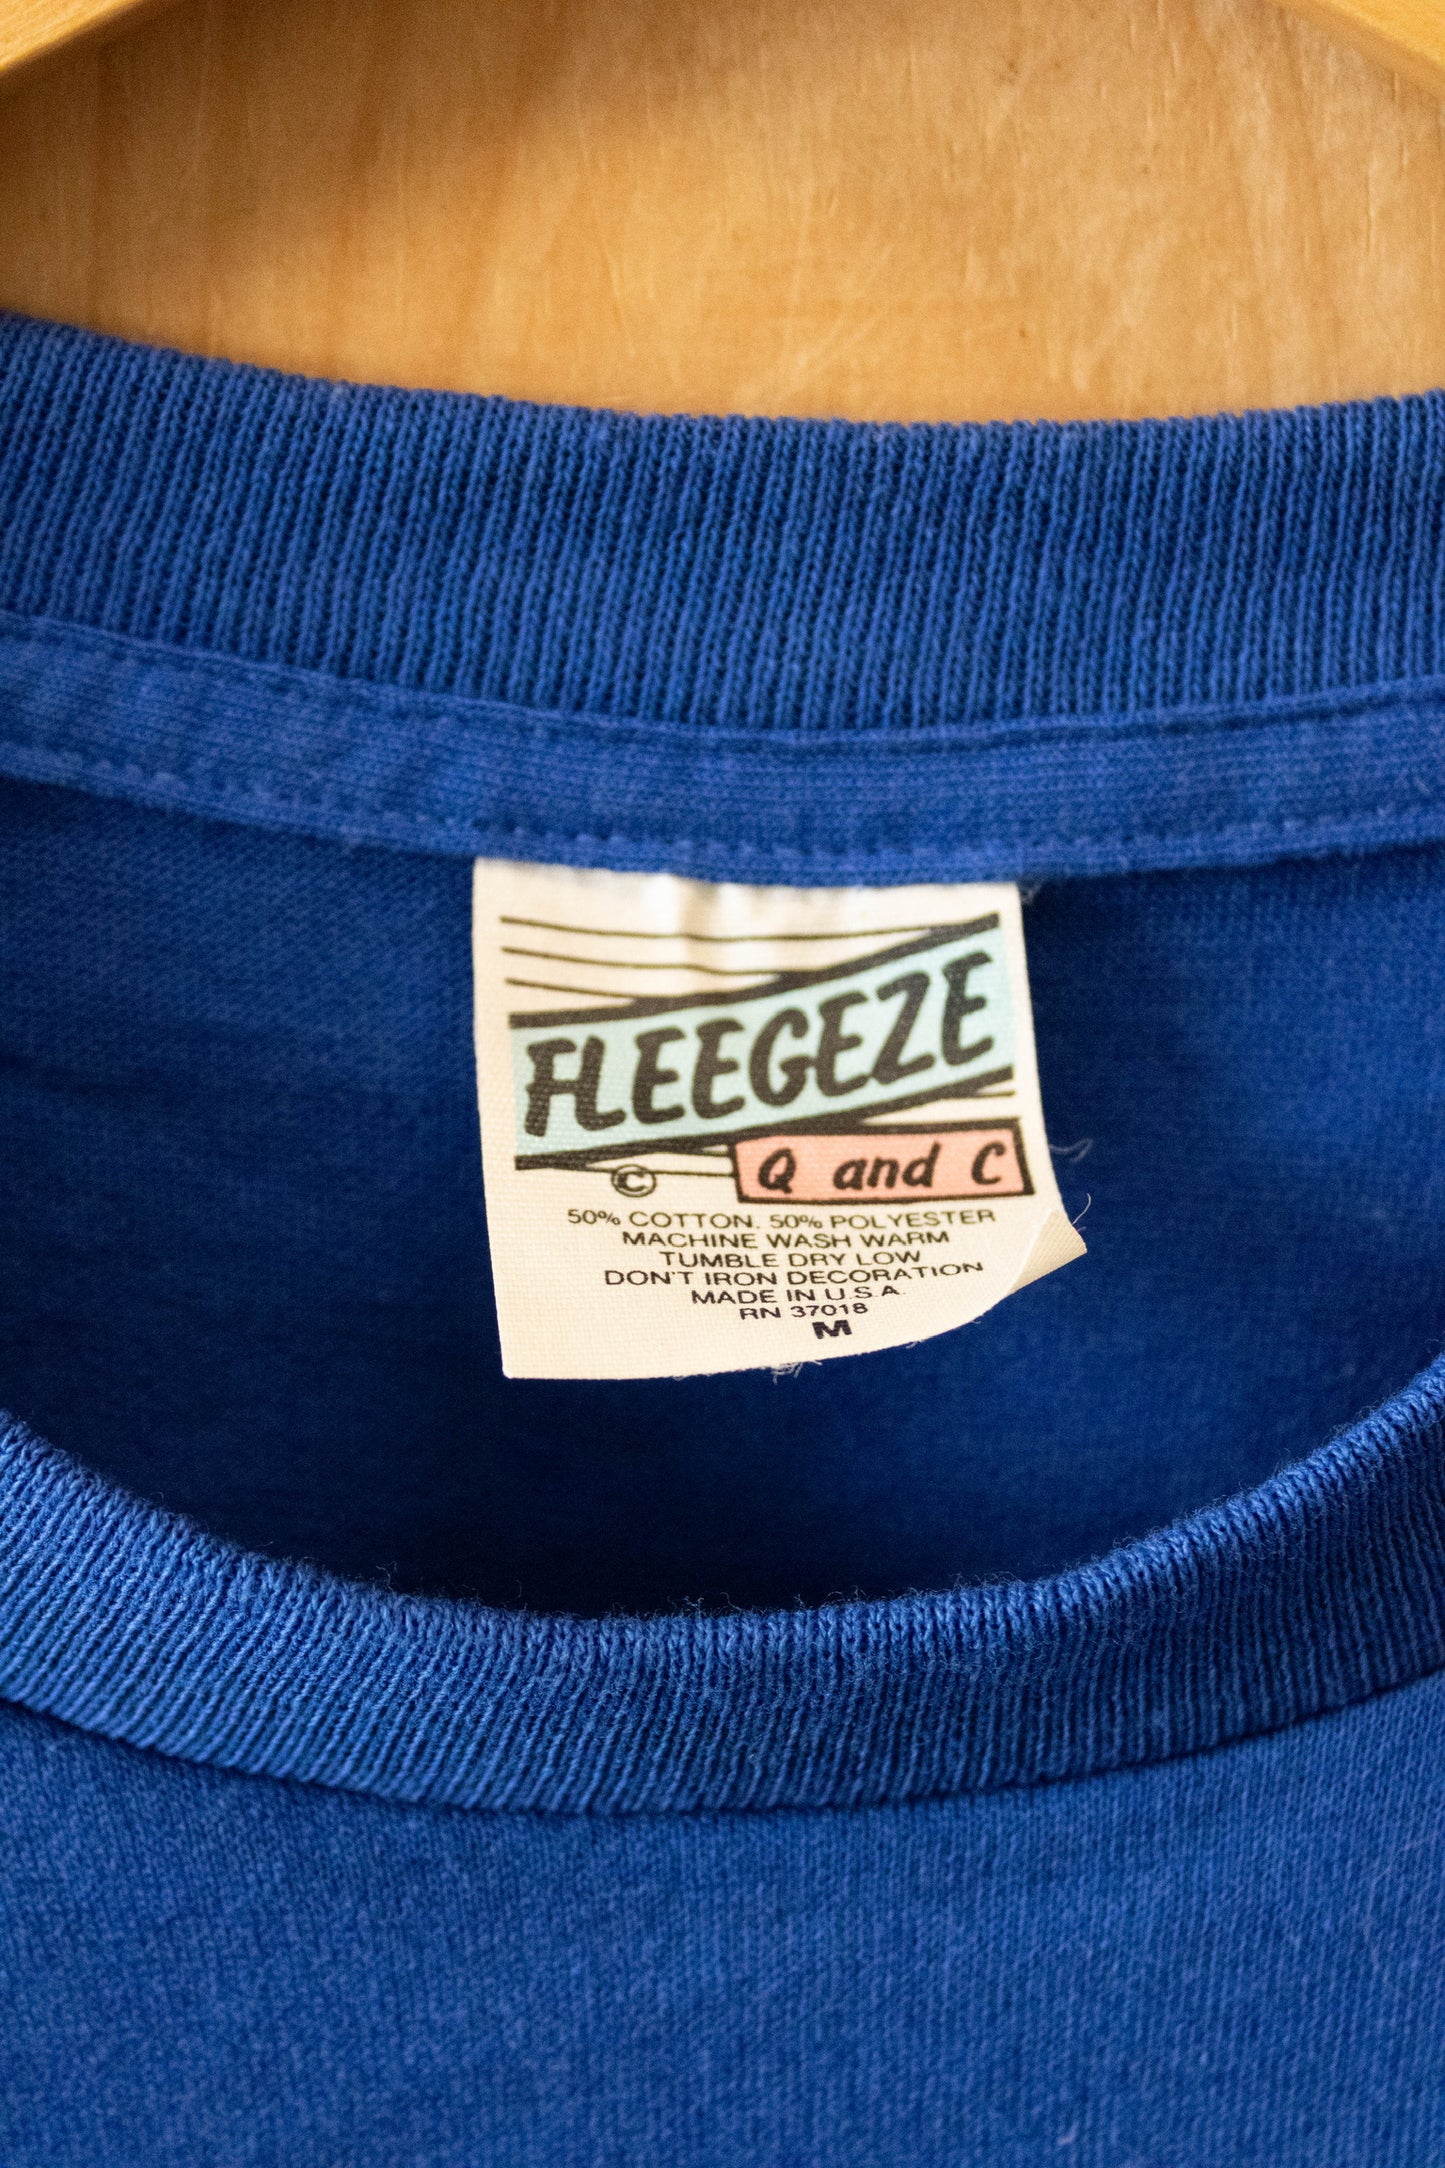 FLEEGEZE
© Q and C
50% COTTON. 50% POLYESTER
MACHINE WASH WARM
TUMBLE DRY LOW
DON'T IRON DECORATION
MADE IN U.S.A.
RN 37018
M